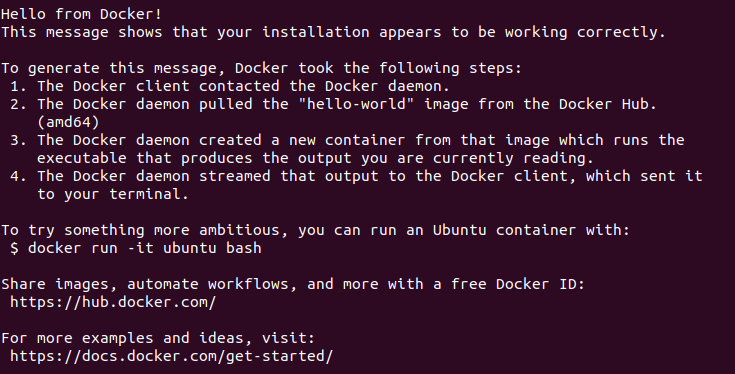 Hello from Docker!
This message shows that your installation appears to be working correctly.

To generate this message, Docker took the following steps:
 1. The Docker client contacted the Docker daemon.
 2. The Docker daemon pulled the "hello-world" image from the Docker Hub.
    (amd64)
 3. The Docker daemon created a new container from that image which runs the
    executable that produces the output you are currently reading.
 4. The Docker daemon streamed that output to the Docker client, which sent it
    to your terminal.

To try something more ambitious, you can run an Ubuntu container with:
 $ docker run -it ubuntu bash

Share images, automate workflows, and more with a free Docker ID:
 https://hub.docker.com/

For more examples and ideas, visit:
 https://docs.docker.com/get-started/